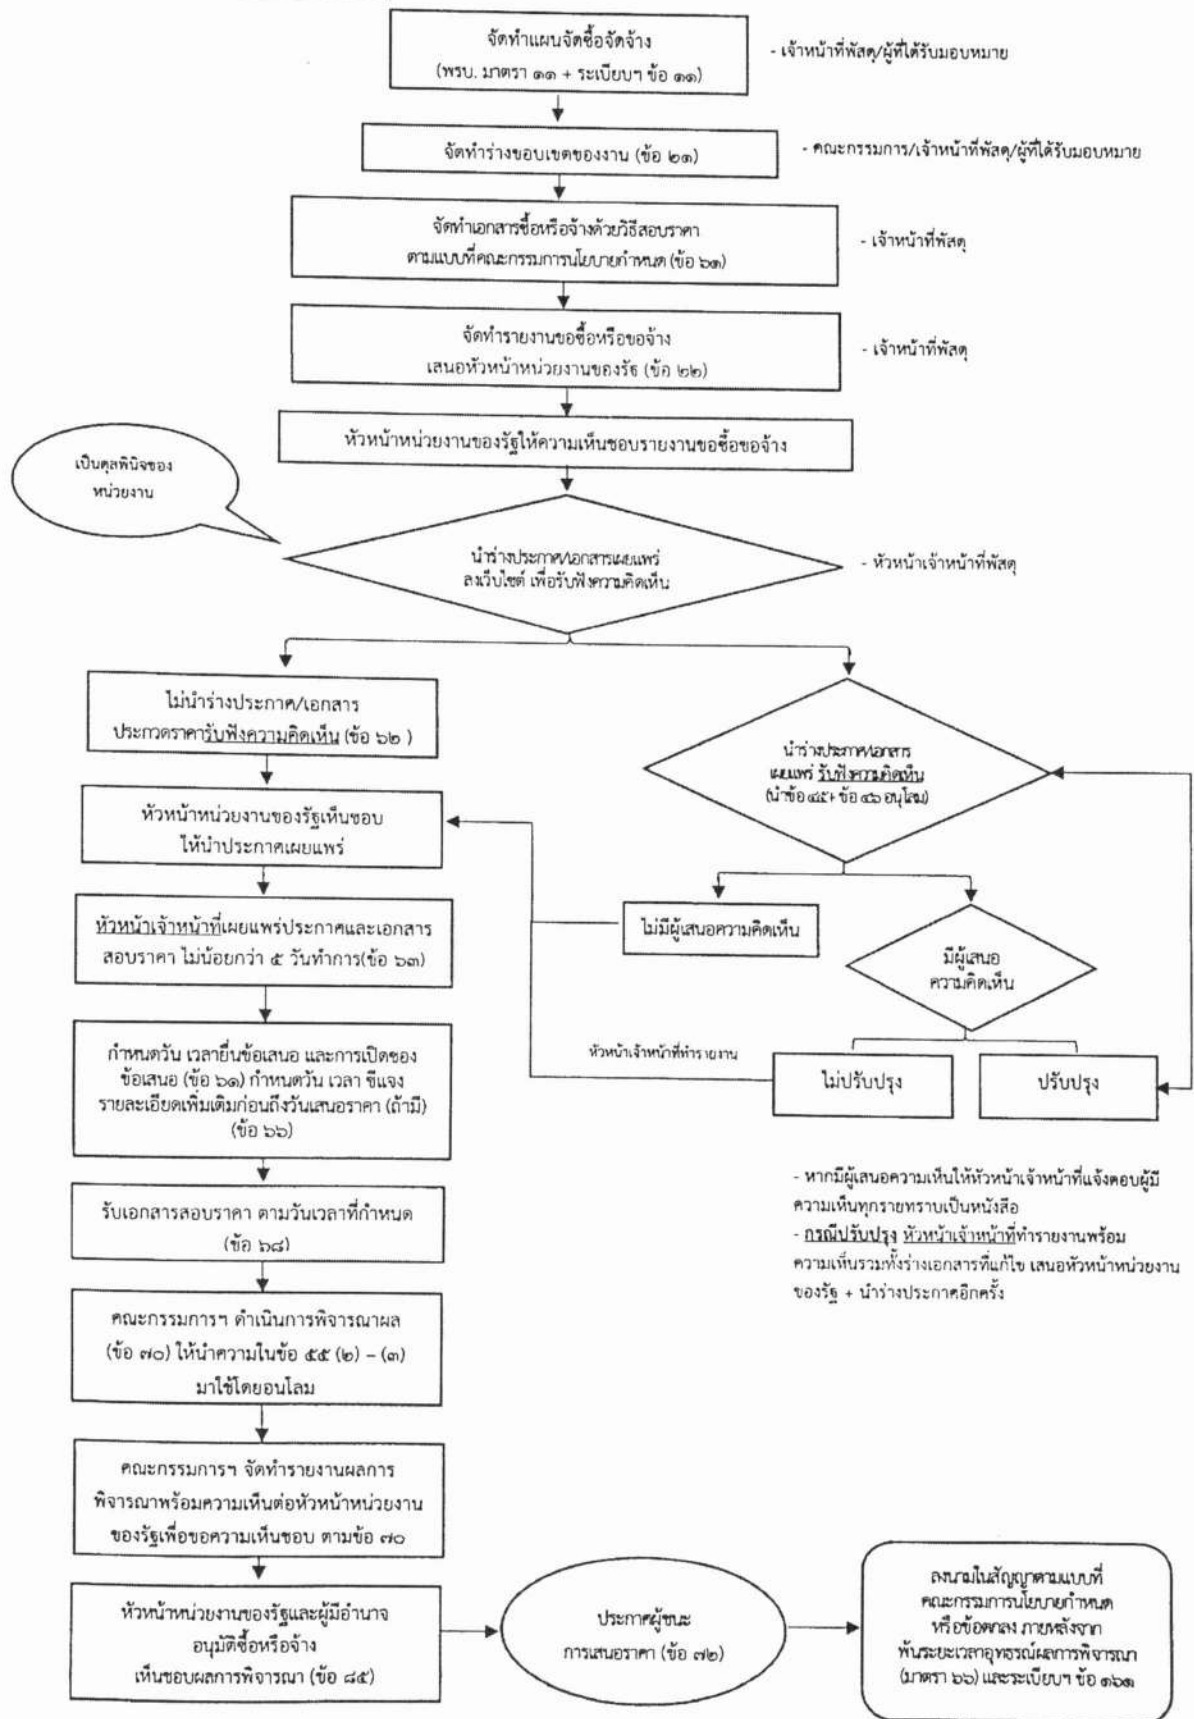 จัดทำแผนจัดซื้อจัดจ้าง
(พรบ. มาตรา ๑๑ + ระเบียบฯ ข้อ ๑๑)
- เจ้าหน้าที่พัสดุ/ผู้ที่ได้รับมอบหมาย
จัดทำร่างขอบเขตของงาน (ข้อ ๒๑)
- คณะกรรมการ/เจ้าหน้าที่พัสดุ/ผู้ที่ได้รับมอบหมาย
จัดทำเอกสารซื้อหรือจ้างด้วยวิธีสอบราคา
ตามแบบที่คณะกรรมการนโยบายกำหนด (ข้อ ๖๑)
- เจ้าหน้าที่พัสดุ
จัดทำรายงานขอซื้อหรือขอจ้าง
เสนอหัวหน้าหน่วยงานของรัฐ (ข้อ ๒๒)
- เจ้าหน้าที่พัสดุ
หัวหน้าหน่วยงานของรัฐให้ความเห็นชอบรายงานขอซื้อขอจ้าง
เป็นดุลพินิจของ
หน่วยงาน
นำร่างประกาศ/เอกสารเผยแพร่
ลงเว็บไซต์ เพื่อรับฟังความคิดเห็น
- หัวหน้าเจ้าหน้าที่พัสดุ
ไม่นำร่างประกาศ/เอกสาร
ประกวดราคารับฟังความคิดเห็น (ข้อ ๖๒ )
นำร่างประกาศ/เอกสาร
เผยแพร่ รับฟังความคิดเห็น
(นำข้อ ๔๕+ ข้อ ๔๖ อนุโลม)
หัวหน้าหน่วยงานของรัฐเห็นชอบ
ให้นำประกาศเผยแพร่
หัวหน้าเจ้าหน้าที่เผยแพร่ประกาศและเอกสาร
สอบราคา ไม่น้อยกว่า ๕ วันทำการ(ข้อ ๖๓)
ไม่มีผู้เสนอความคิดเห็น
มีผู้เสนอ
ความคิดเห็น
หัวหน้าเจ้าหน้าที่ทำรายงาน
ไม่ปรับปรุง
ปรับปรุง
กำหนดวัน เวลายื่นข้อเสนอ และการเปิดซอง
ข้อเสนอ (ข้อ ๖๑) กำหนดวัน เวลา ชี้แจง
รายละเอียดเพิ่มเติมก่อนถึงวันเสนอราคา (ถ้ามี)
(ข้อ ๖๖)
- หากมีผู้เสนอความเห็นให้หัวหน้าเจ้าหน้าที่แจ้งตอบผู้มี
ความเห็นทุกรายทราบเป็นหนังสือ
- กรณีปรับปรุง หัวหน้าเจ้าหน้าที่ทำรายงานพร้อม
ความเห็นรวมทั้งร่างเอกสารที่แก้ไข เสนอหัวหน้าหน่วยงาน
ของรัฐ + นำร่างประกาศอีกครั้ง
รับเอกสารสอบราคา ตามวันเวลาที่กำหนด
(ข้อ ๖๘)
คณะกรรมการฯ ดำเนินการพิจารณาผล
(ข้อ ๗๐) ให้นำความในข้อ ๕๕ (๒) – (๓)
มาใช้โดยอนโลม
คณะกรรมการฯ จัดทำรายงานผลการ
พิจารณาพร้อมความเห็นต่อหัวหน้าหน่วยงาน
ของรัฐเพื่อขอความเห็นชอบ ตามข้อ ๗๐
หัวหน้าหน่วยงานของรัฐและผู้มีอำนาจ
อนุมัติซื้อหรือจ้าง
เห็นชอบผลการพิจารณา (ข้อ ๘๕)
ประกาศผู้ชนะ
การเสนอราคา (ข้อ ๗๒)
ลงนามในสัญญาตามแบบที่
คณะกรรมการนโยบายกำหนด
หรือข้อตกลง ภายหลังจาก
พ้นระยะเวลาอุทธรณ์ผลการพิจารณา
(มาตรา ๖๖) และระเบียบฯ ข้อ ๑๖๑